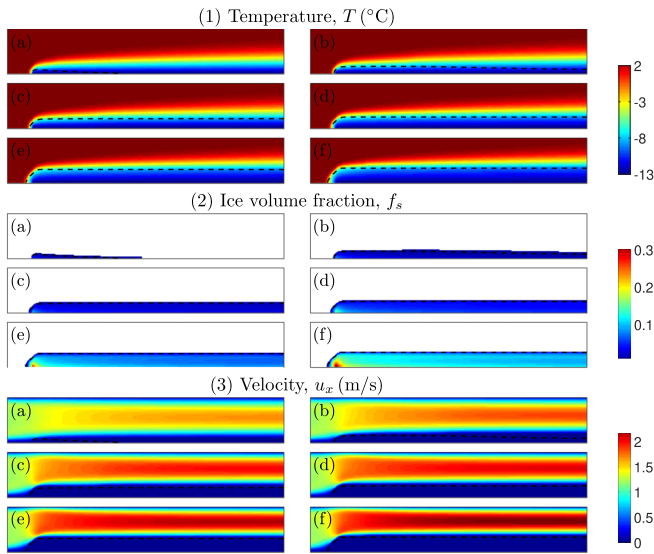 (1) Temperature, T (°C)
(a) (b)
(c) (d)
(e) (f)
2
-3
-8
-13
(2) Ice volume fraction, f_s
(a) (b)
(c) (d)
(e) (f)
0.3
0.2
0.1
(3) Velocity, u_x (m/s)
(a) (b)
(c) (d)
(e) (f)
2
1.5
1
0.5
0